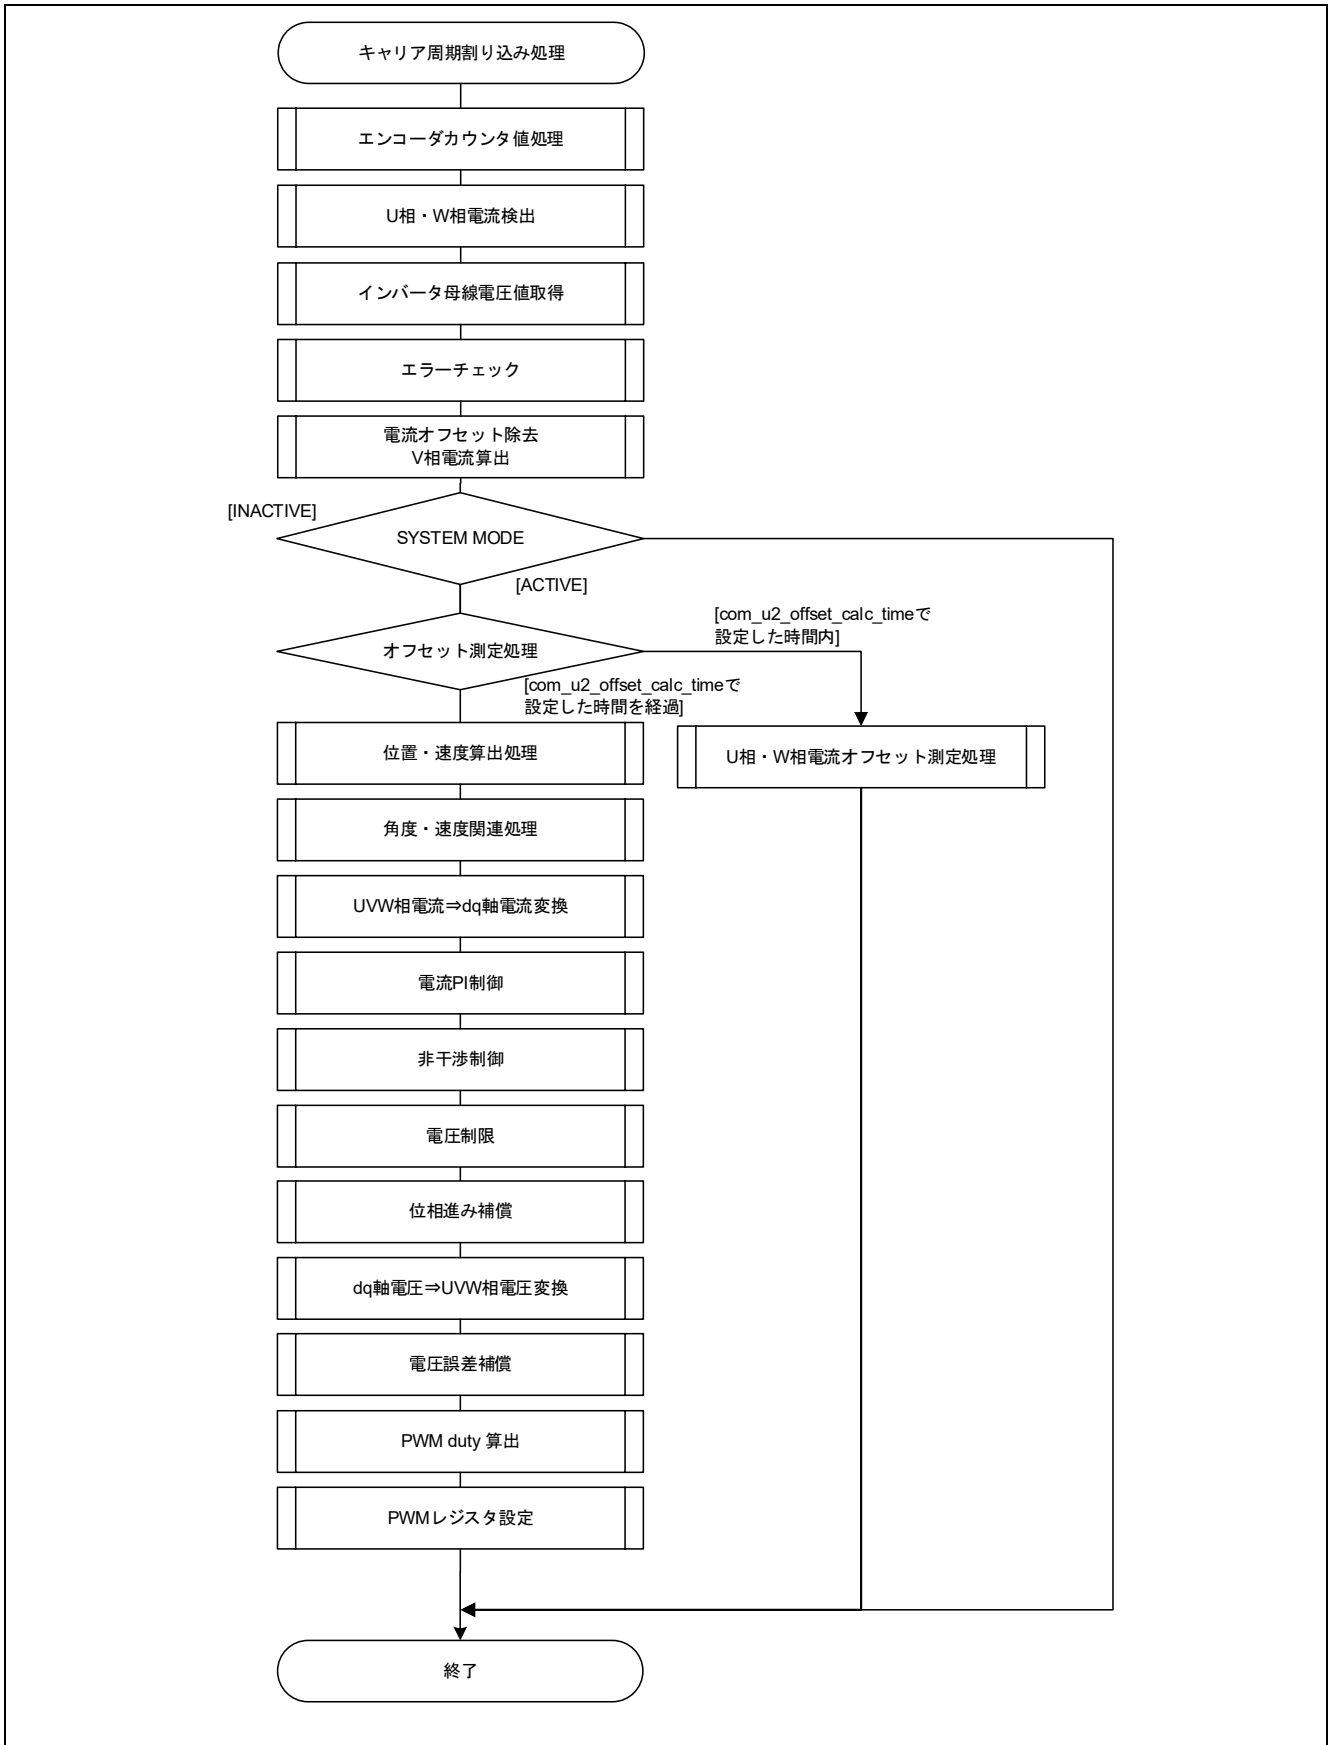 キャリア周期割り込み処理
エンコーダカウンタ値処理
U相・W相電流検出
インバータ母線電圧値取得
エラーチェック
電流オフセット除去
V相電流算出
[INACTIVE]
SYSTEM MODE
[ACTIVE]
[com_u2_offset_calc_timeで
設定した時間内]
オフセット測定処理
[com_u2_offset_calc_timeで
設定した時間を経過]
位置・速度算出処理
U相・W相電流オフセット測定処理
角度・速度関連処理
UVW相電流⇒dq軸電流変換
電流PI制御
非干渉制御
電圧制限
位相進み補償
dq軸電圧⇒UVW相電圧変換
電圧誤差補償
PWM duty 算出
PWMレジスタ設定
終了